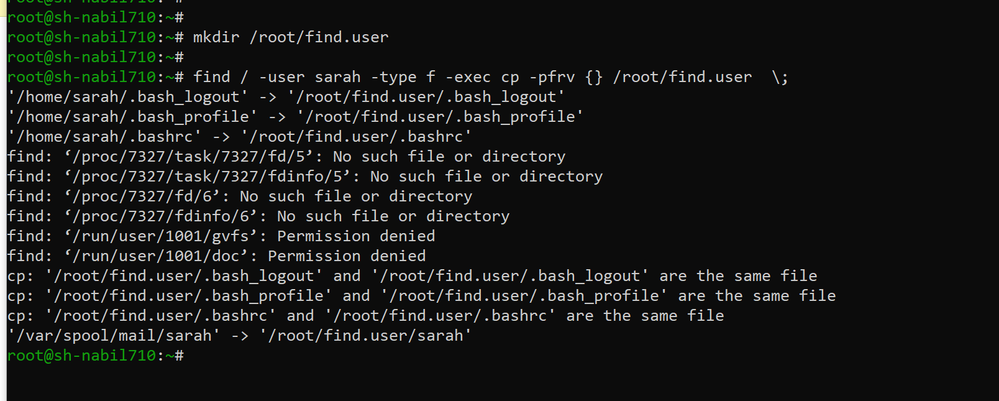 root@sh-nabil710:~#
root@sh-nabil710:~#
root@sh-nabil710:~# mkdir /root/find.user
root@sh-nabil710:~#
root@sh-nabil710:~# find / -user sarah -type f -exec cp -pfrv {} /root/find.user  \;
'/home/sarah/.bash_logout' -> '/root/find.user/.bash_logout'
'/home/sarah/.bash_profile' -> '/root/find.user/.bash_profile'
'/home/sarah/.bashrc' -> '/root/find.user/.bashrc'
find: ‘/proc/7327/task/7327/fd/5’: No such file or directory
find: ‘/proc/7327/task/7327/fdinfo/5’: No such file or directory
find: ‘/proc/7327/fd/6’: No such file or directory
find: ‘/proc/7327/fdinfo/6’: No such file or directory
find: ‘/run/user/1001/gvfs’: Permission denied
find: ‘/run/user/1001/doc’: Permission denied
cp: '/root/find.user/.bash_logout' and '/root/find.user/.bash_logout' are the same file
cp: '/root/find.user/.bash_profile' and '/root/find.user/.bash_profile' are the same file
cp: '/root/find.user/.bashrc' and '/root/find.user/.bashrc' are the same file
'/var/spool/mail/sarah' -> '/root/find.user/sarah'
root@sh-nabil710:~#